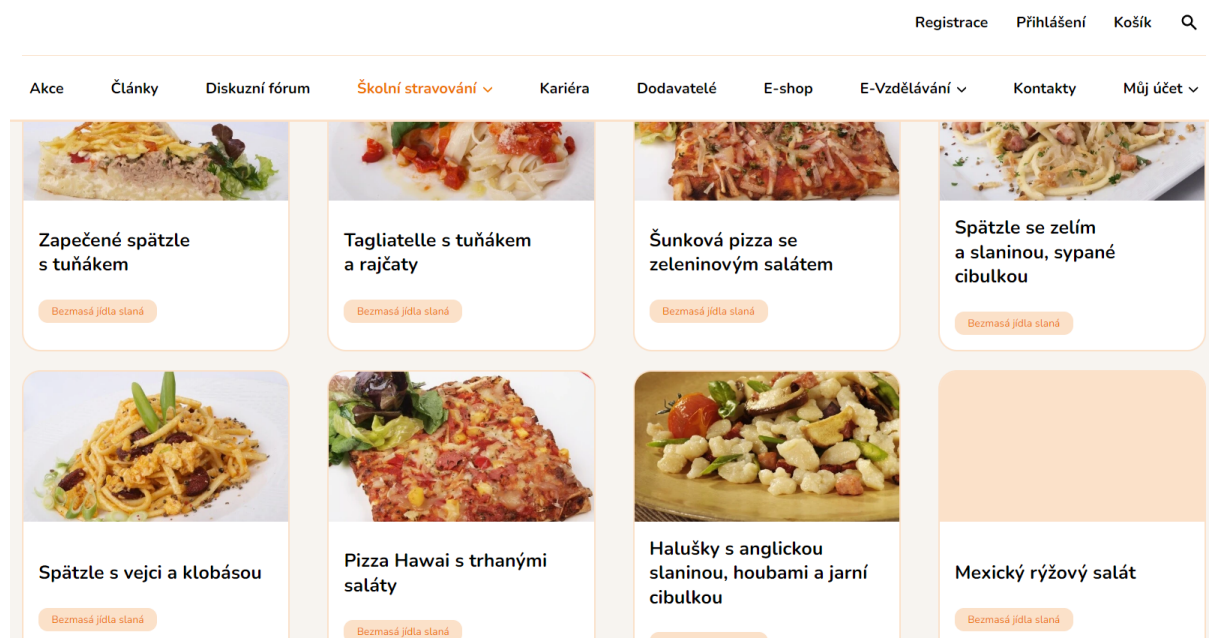 Registrace Přihlášení Košík
Akce Články Diskuzní fórum Školní stravování Kariéra Dodavatelé E-shop E-Vzdělávání Kontakty Můj účet
Zapečené spätzle
s tuňákem
Bezmasá jídla slaná
Tagliatelle s tuňákem
a rajčaty
Bezmasá jídla slaná
Šunková pizza se
zeleninovým salátem
Bezmasá jídla slaná
Spätzle se zelím
a slaninou, sypané
cibulkou
Bezmasá jídla slaná
Spätzle s vejci a klobásou
Bezmasá jídla slaná
Pizza Hawai s trhanými
saláty
Bezmasá jídla slaná
Halušky s anglickou
slaninou, houbami a jarní
cibulkou
Mexický rýžový salát
Bezmasá jídla slaná